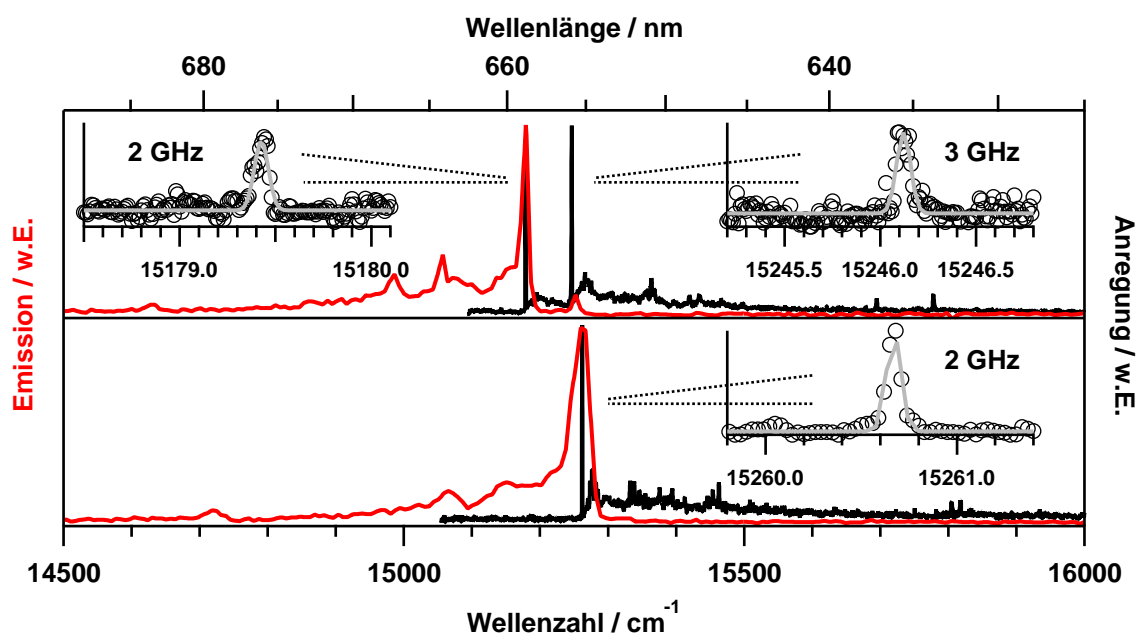 Wellenlänge / nm
680 660 640
2 GHz 3 GHz
15179.0 15180.0 15245.5 15246.0 15246.5
Emission / w.E.
Anregung / w.E.
2 GHz
15260.0 15261.0
14500 15000 15500 16000
Wellenzahl / cm⁻¹